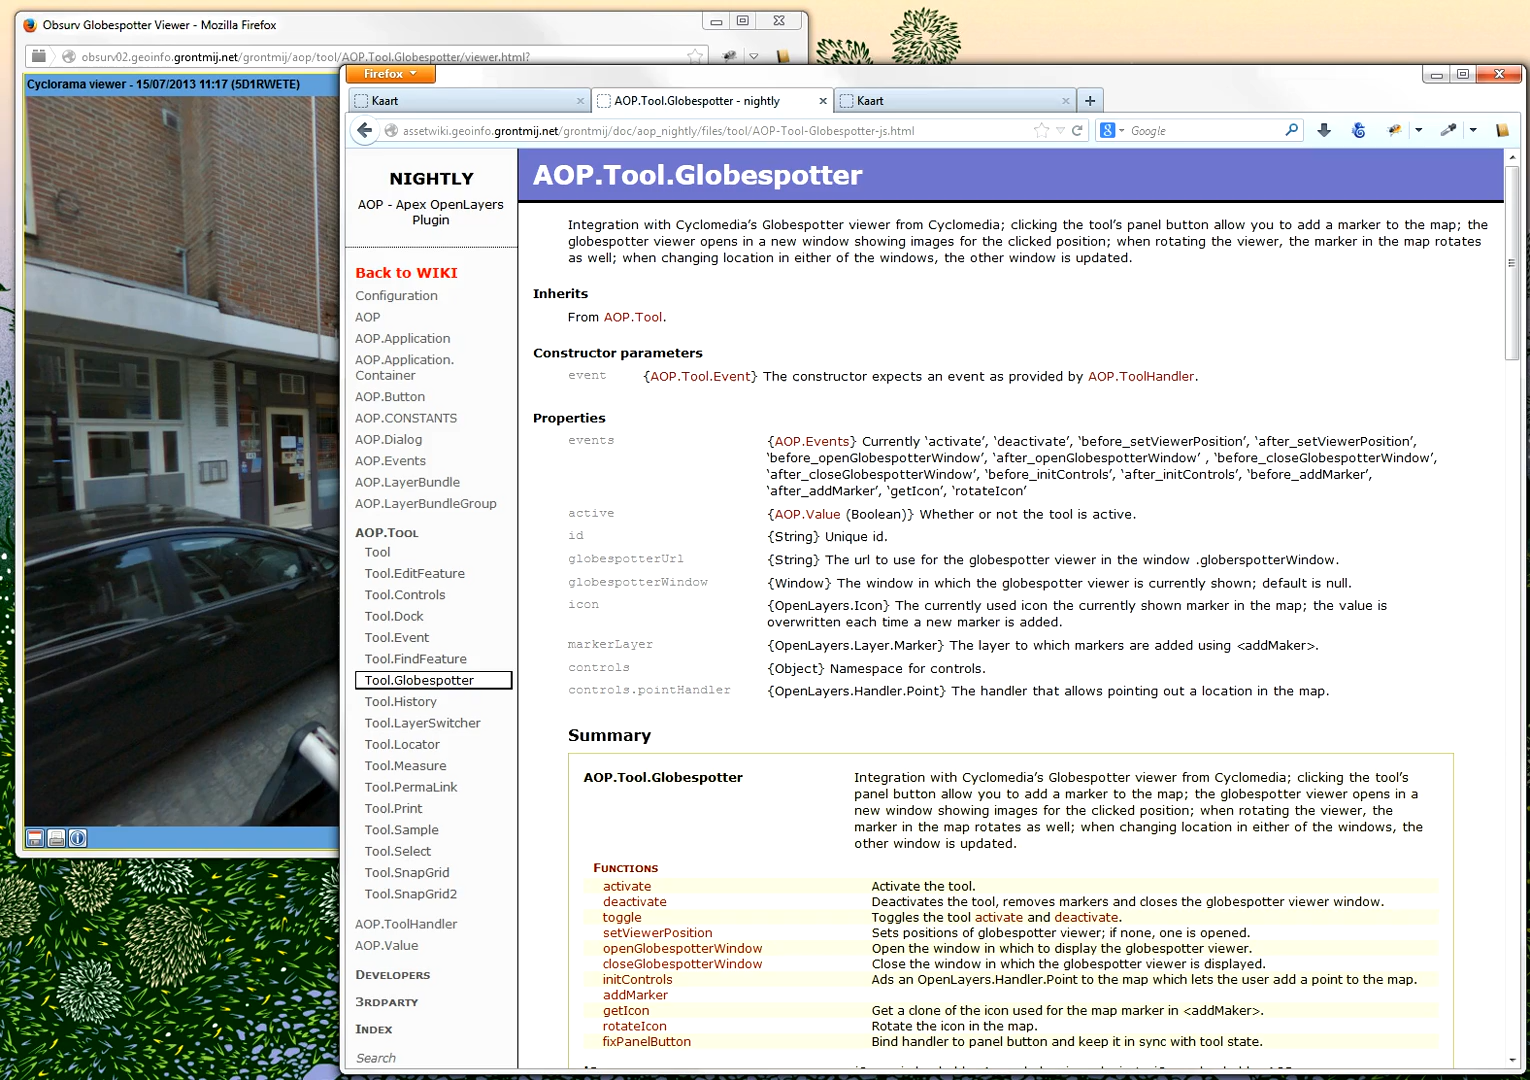 Obsurv Globespotter Viewer - Mozilla Firefox
obsurv02.geoinfo.grontmij.net/grontmij/aop/tool/AOP.Tool.Globespotter/viewer.html?
Cyclorama viewer - 15/07/2013 11:17 (5D1RWETE)
Firefox
Kaart
AOP.Tool.Globespotter - nightly
Kaart
assetwiki.geoinfo.grontmij.net/grontmij/doc/aop_nightly/files/tool/AOP-Tool-Globespotter-js.html
8
Google
NIGHTLY
AOP - Apex OpenLayers
Plugin
Back to WIKI
Configuration
AOP
AOP.Application
AOP.Application.
Container
AOP.Button
AOP.CONSTANTS
AOP.Dialog
AOP.Events
AOP.LayerBundle
AOP.LayerBundleGroup
AOP.Tool
Tool
Tool.EditFeature
Tool.Controls
Tool.Dock
Tool.Event
Tool.FindFeature
Tool.Globespotter
Tool.History
Tool.LayerSwitcher
Tool.Locator
Tool.Measure
Tool.PermaLink
Tool.Print
Tool.Sample
Tool.Select
Tool.SnapGrid
Tool.SnapGrid2
AOP.ToolHandler
AOP.Value
Developers
3rdparty
Index
Search
AOP.Tool.Globespotter
Integration with Cyclomedia’s Globespotter viewer from Cyclomedia; clicking the tool’s panel button allow you to add a marker to the map; the
globespotter viewer opens in a new window showing images for the clicked position; when rotating the viewer, the marker in the map rotates
as well; when changing location in either of the windows, the other window is updated.
Inherits
From AOP.Tool.
Constructor parameters
event {AOP.Tool.Event} The constructor expects an event as provided by AOP.ToolHandler.
Properties
events {AOP.Events} Currently ‘activate’, ‘deactivate’, ‘before_setViewerPosition’, ‘after_setViewerPosition’,
‘before_openGlobespotterWindow’, ‘after_openGlobespotterWindow’ , ‘before_closeGlobespotterWindow’,
‘after_closeGlobespotterWindow’, ‘before_initControls’, ‘after_initControls’, ‘before_addMarker’,
‘after_addMarker’, ‘getIcon’, ‘rotateIcon’
active {AOP.Value (Boolean)} Whether or not the tool is active.
id {String} Unique id.
globespotterUrl {String} The url to use for the globespotter viewer in the window .globerspotterWindow.
globespotterWindow {Window} The window in which the globespotter viewer is currently shown; default is null.
icon {OpenLayers.Icon} The currently used icon the currently shown marker in the map; the value is
overwritten each time a new marker is added.
markerLayer {OpenLayers.Layer.Marker} The layer to which markers are added using <addMaker>.
controls {Object} Namespace for controls.
controls.pointHandler {OpenLayers.Handler.Point} The handler that allows pointing out a location in the map.
Summary
AOP.Tool.Globespotter Integration with Cyclomedia’s Globespotter viewer from Cyclomedia; clicking the tool’s
panel button allow you to add a marker to the map; the globespotter viewer opens in a
new window showing images for the clicked position; when rotating the viewer, the
marker in the map rotates as well; when changing location in either of the windows, the
other window is updated.
Functions
activate Activate the tool.
deactivate Deactivates the tool, removes markers and closes the globespotter viewer window.
toggle Toggles the tool activate and deactivate.
setViewerPosition Sets positions of globespotter viewer; if none, one is opened.
openGlobespotterWindow Open the window in which to display the globespotter viewer.
closeGlobespotterWindow Close the window in which the globespotter viewer is displayed.
initControls Ads an OpenLayers.Handler.Point to the map which lets the user add a point to the map.
addMarker
getIcon Get a clone of the icon used for the map marker in <addMaker>.
rotateIcon Rotate the icon in the map.
fixPanelButton Bind handler to panel button and keep it in sync with tool state.